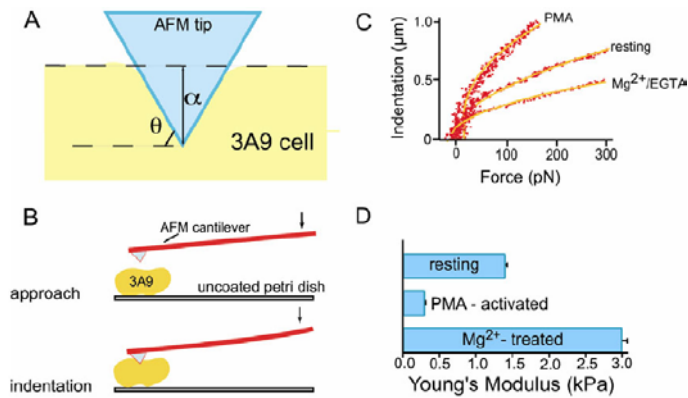 A
AFM tip
α
θ
3A9 cell
B
AFM cantilever
3A9
approach
uncoated petri dish
indentation
C
PMA
resting
Mg²⁺/EGTA
Indentation (μm)
1.0
0.5
0
0 100 200 300
Force (pN)
D
resting
PMA - activated
Mg²⁺- treated
0.0 0.5 1.0 1.5 2.0 2.5 3.0
Young's Modulus (kPa)